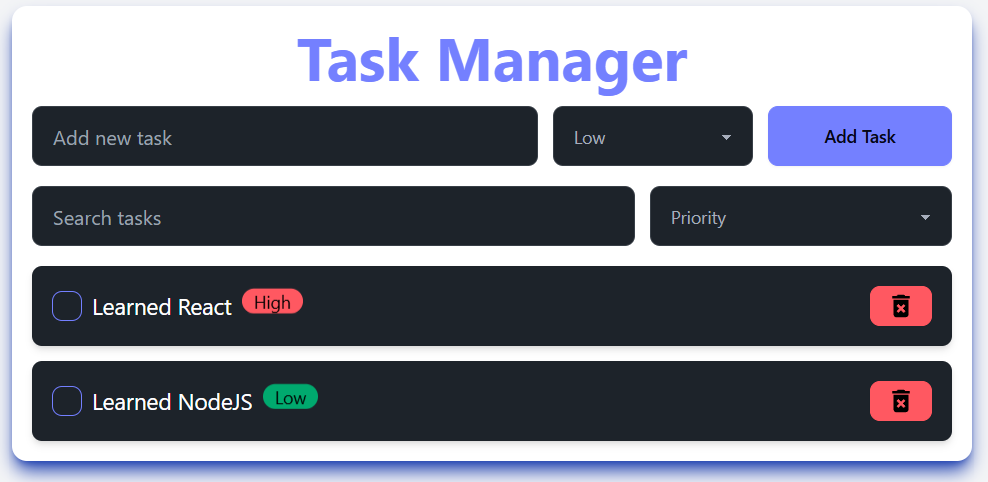 Task Manager
Add new task Low Add Task
Search tasks Priority
Learned React High
Learned NodeJS Low